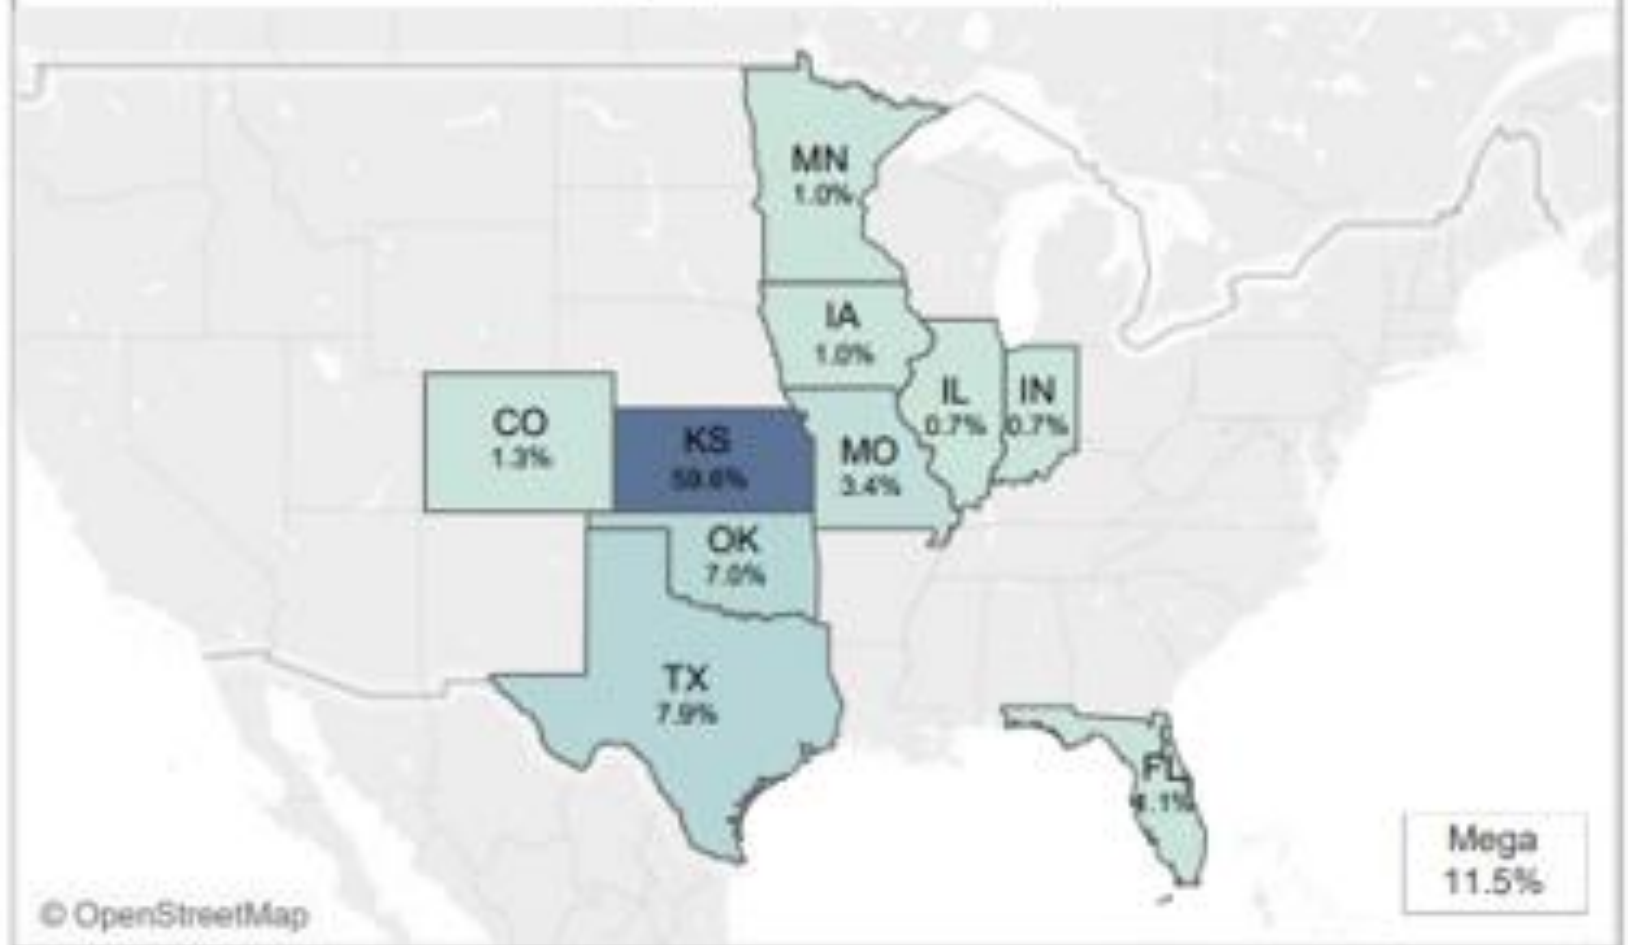 MN
1.0%
IA
1.0%
IL
0.7%
IN
0.7%
CO
1.3%
KS
MO
3.4%
OK
7.0%
TX
7.9%
FL
Mega
11.5%
© OpenStreetMap